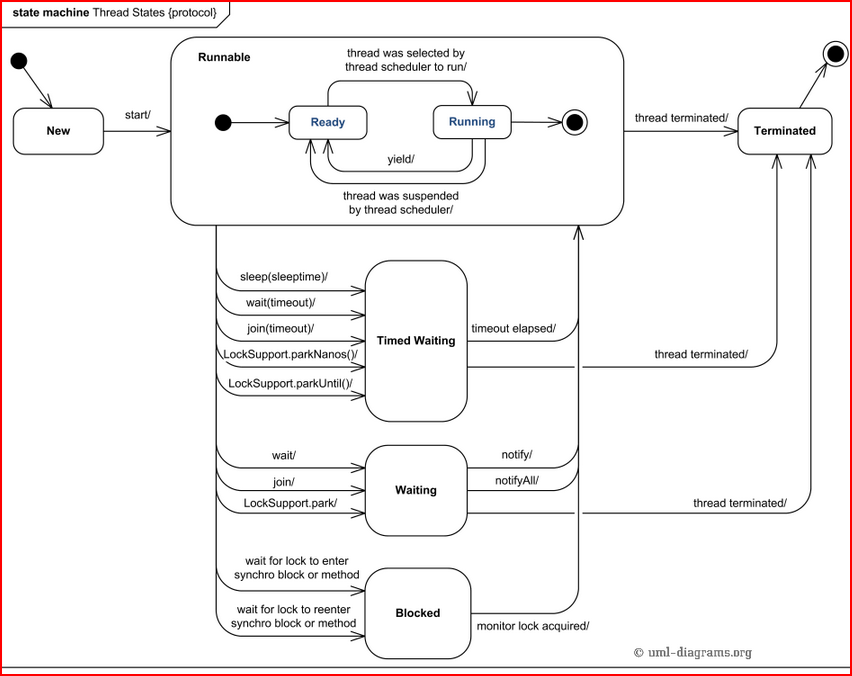 state machine Thread States {protocol}
Runnable
thread was selected by
thread scheduler to run/
New
start/
Ready
Running
thread terminated/
Terminated
yield/
thread was suspended
by thread scheduler/
sleep(sleeptime)/
wait(timeout)/
join(timeout)/
LockSupport.parkNanos()/
LockSupport.parkUntil()/
Timed Waiting
timeout elapsed/
thread terminated/
wait/
join/
LockSupport.park/
Waiting
notify/
notifyAll/
thread terminated/
wait for lock to enter
synchro block or method
wait for lock to reenter
synchro block or method
Blocked
monitor lock acquired/
© uml-diagrams.org